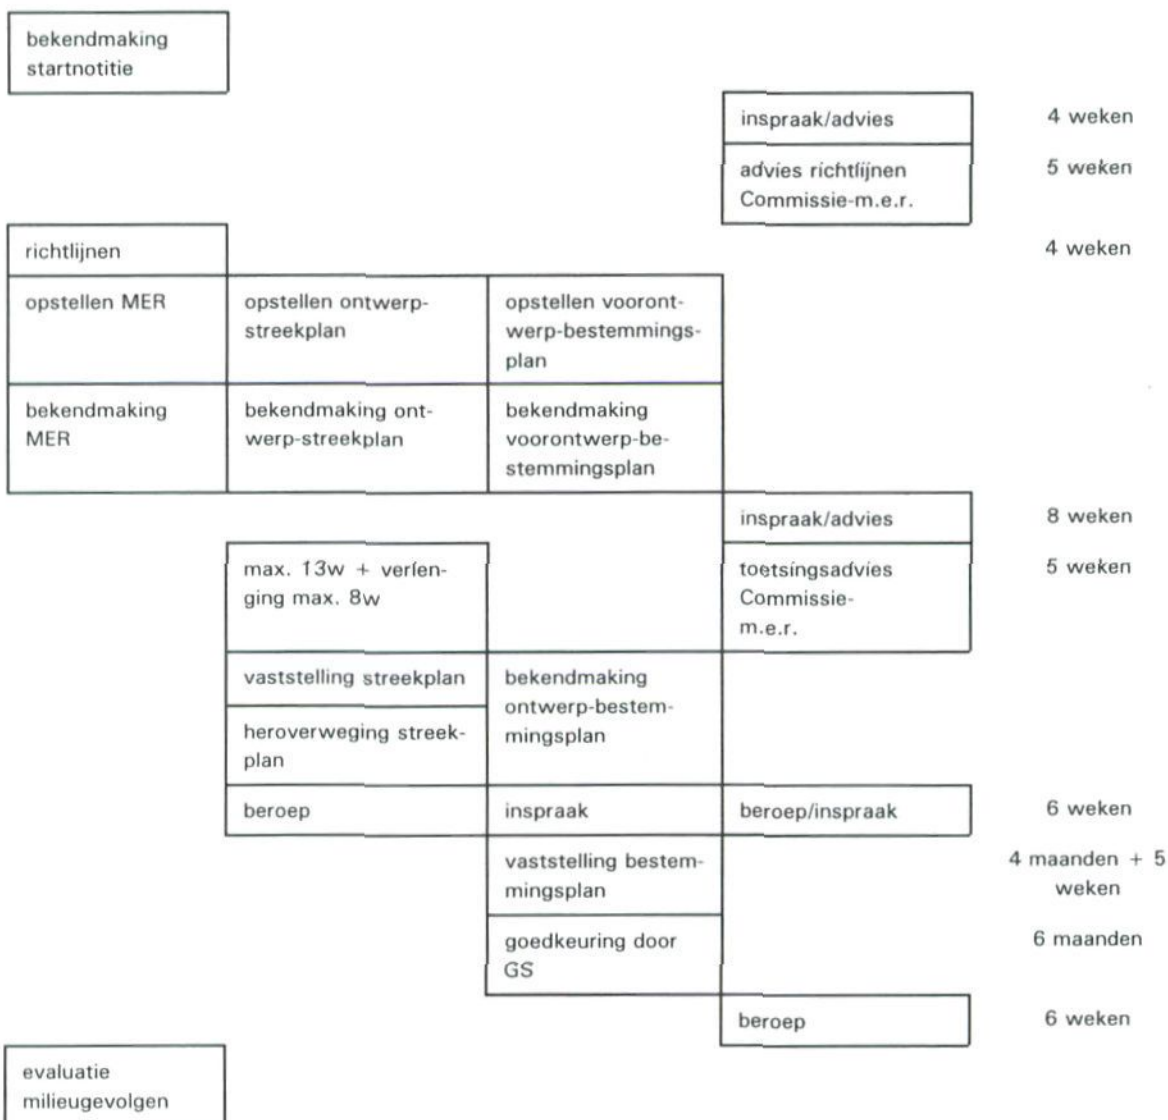 bekendmaking
startnotitie
inspraak/advies
4 weken
advies richtlijnen
Commissie-m.e.r.
5 weken
richtlijnen
4 weken
opstellen MER
opstellen ontwerp-
streekplan
opstellen vooront-
werp-bestemmings-
plan
bekendmaking
MER
bekendmaking ont-
werp-streekplan
bekendmaking
voorontwerp-be-
stemmingsplan
inspraak/advies
8 weken
max. 13w + verlen-
ging max. 8w
toetsingsadvies
Commissie-
m.e.r.
5 weken
vaststelling streekplan
bekendmaking
ontwerp-bestem-
mingsplan
heroverweging streek-
plan
beroep
inspraak
beroep/inspraak
6 weken
vaststelling bestem-
mingsplan
4 maanden + 5
weken
goedkeuring door
GS
6 maanden
beroep
6 weken
evaluatie
milieugevolgen